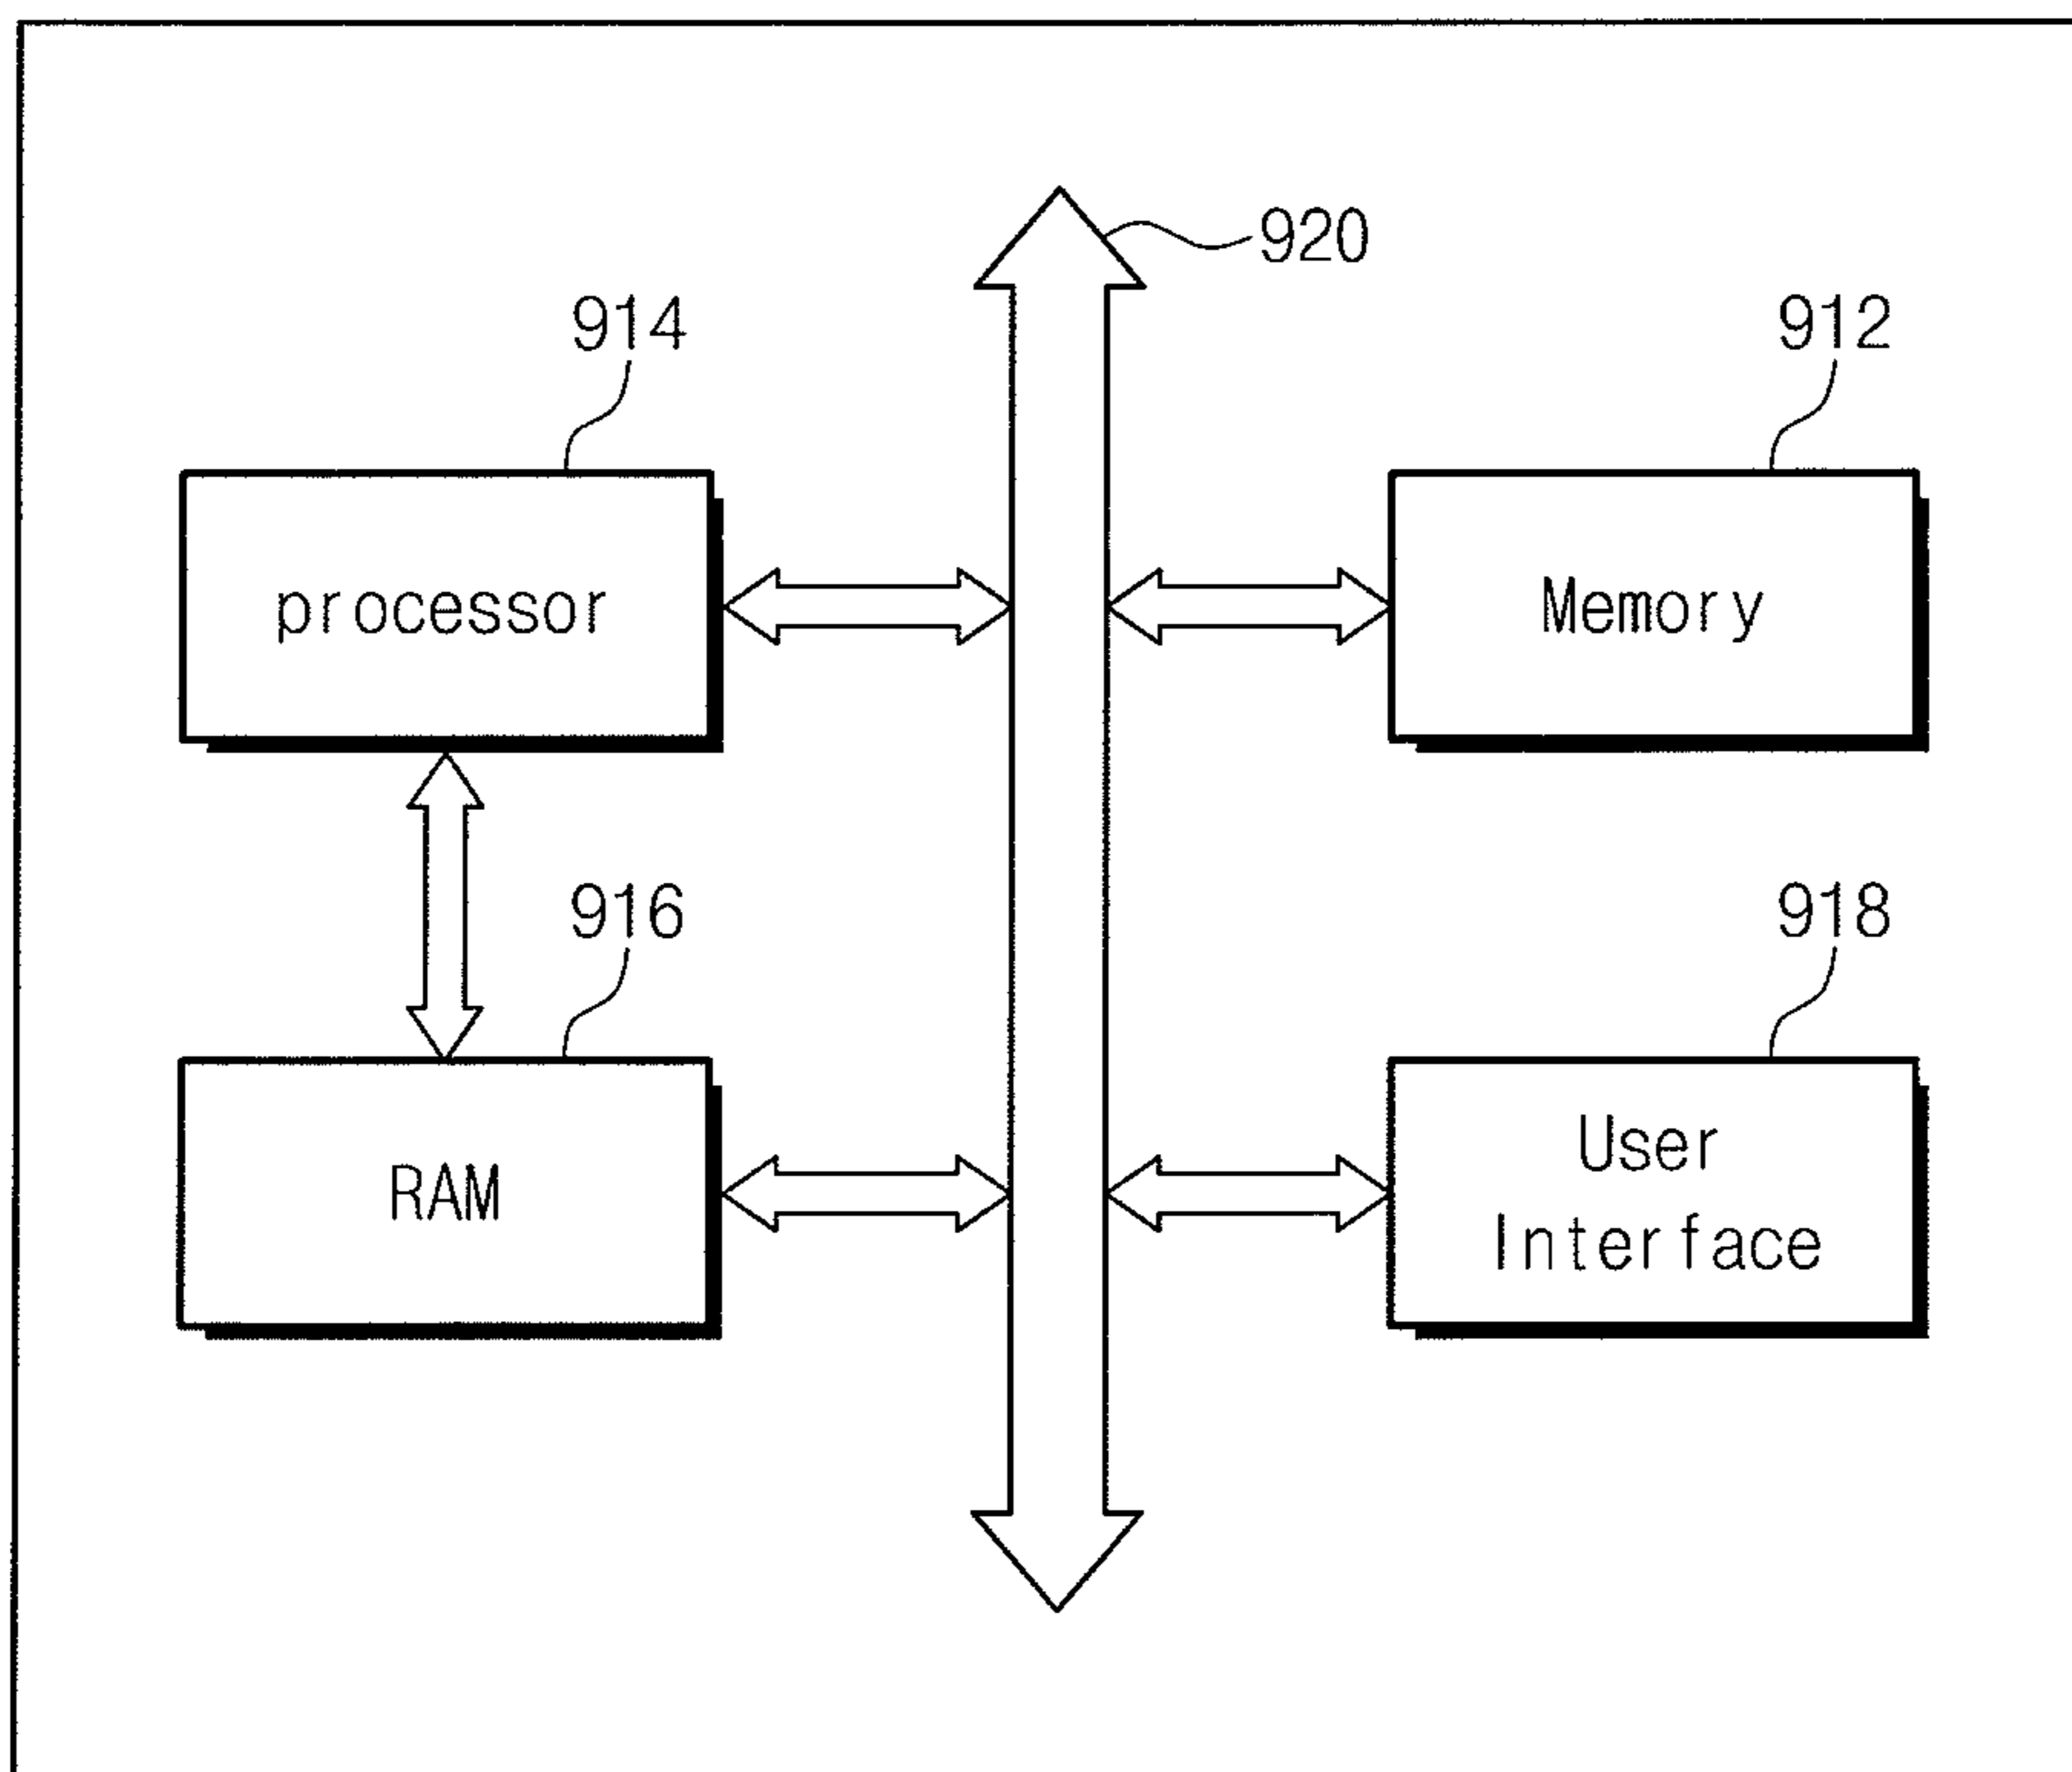 920
914
912
processor
Memory
916
918
RAM
User
Interface